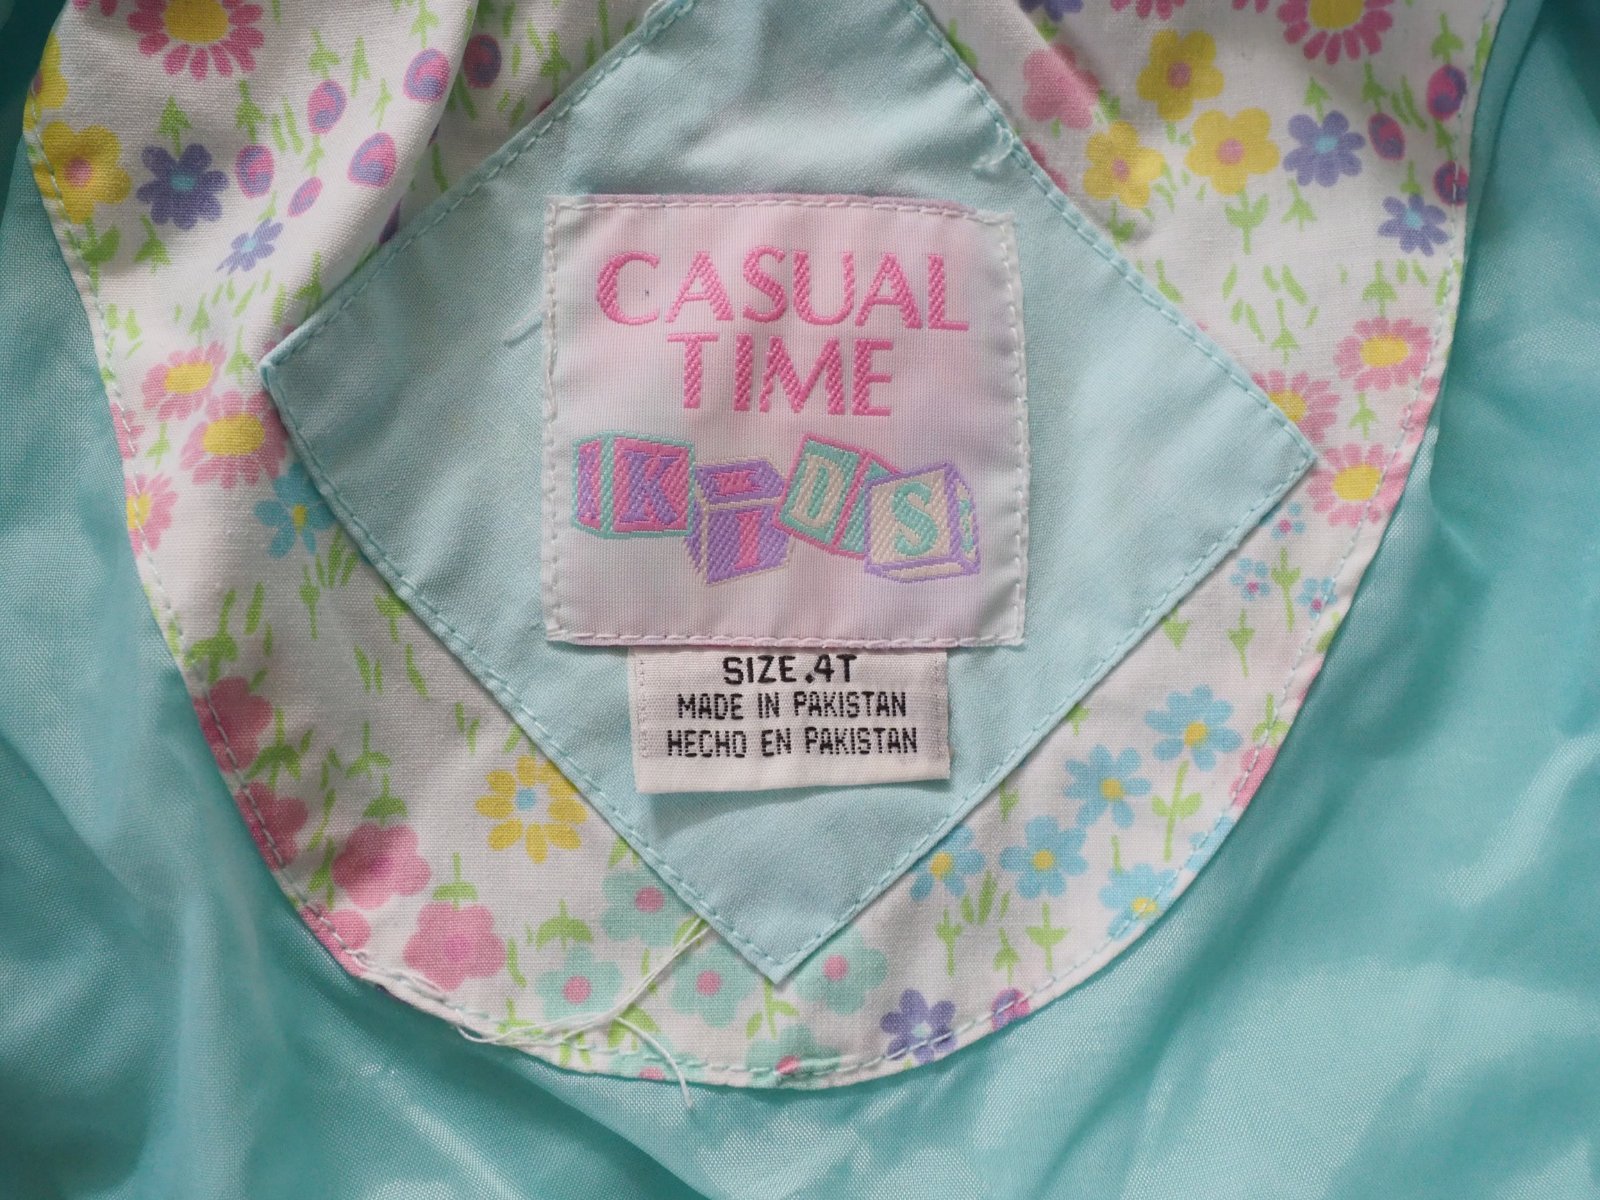 CASUAL
TIME
KIDS
SIZE.4T
MADE IN PAKISTAN
HECHO EN PAKISTAN